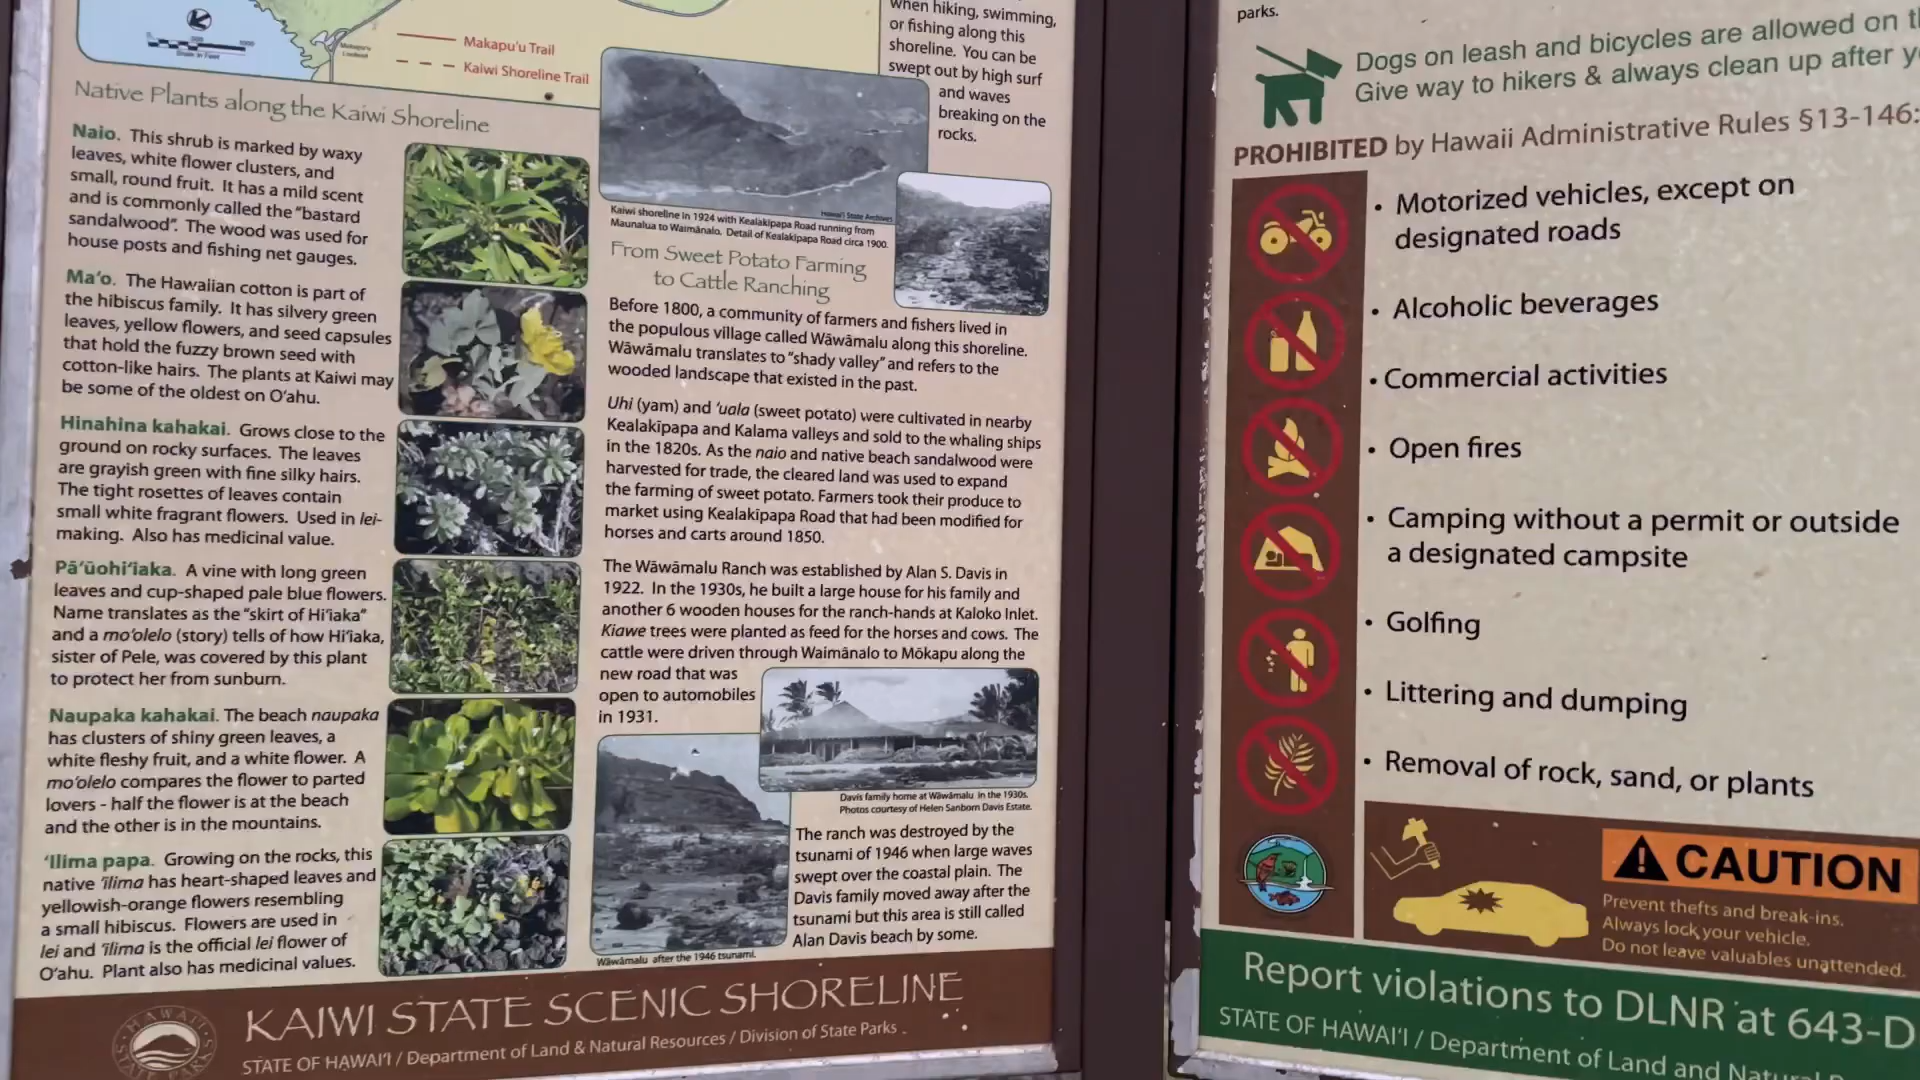 Makapu'u Trail
Kaiwi Shoreline Trail
Native Plants along the Kaiwi Shoreline
Naio. This shrub is marked by waxy
leaves, white flower clusters, and
small, round fruit. It has a mild scent
and is commonly called the "bastard
sandalwood". The wood was used for
house posts and fishing net gauges.
Ma'o. The Hawaiian cotton is part of
the hibiscus family. It has silvery green
leaves, yellow flowers, and seed capsules
that hold the fuzzy brown seed with
cotton-like hairs. The plants at Kaiwi may
be some of the oldest on O'ahu.
Hinahina kahakai. Grows close to the
ground on rocky surfaces. The leaves
are grayish green with fine silky hairs.
The tight rosettes of leaves contain
small white fragrant flowers. Used in lei-
making. Also has medicinal value.
Pā'ūohi'iaka. A vine with long green
leaves and cup-shaped pale blue flowers.
Name translates as the "skirt of Hi'iaka"
and a mo'olelo (story) tells of how Hi'iaka,
sister of Pele, was covered by this plant
to protect her from sunburn.
Naupaka kahakai. The beach naupaka
has clusters of shiny green leaves, a
white fleshy fruit, and a white flower. A
mo'olelo compares the flower to parted
lovers - half the flower is at the beach
and the other is in the mountains.
'Ilima papa. Growing on the rocks, this
native 'ilima has heart-shaped leaves and
yellowish-orange flowers resembling
a small hibiscus. Flowers are used in
lei and 'ilima is the official lei flower of
O'ahu. Plant also has medicinal values.
when hiking, swimming,
or fishing along this
shoreline. You can be
swept out by high surf
and waves
breaking on the
rocks.
Hawai'i State Archives
Kaiwi shoreline in 1924 with Kealakīpapa Road running from
Maunalua to Waimānalo. Detail of Kealakīpapa Road circa 1900.
From Sweet Potato Farming
to Cattle Ranching
Before 1800, a community of farmers and fishers lived in
the populous village called Wāwāmalu along this shoreline.
Wāwāmalu translates to "shady valley" and refers to the
wooded landscape that existed in the past.
Uhi (yam) and 'uala (sweet potato) were cultivated in nearby
Kealakīpapa and Kalama valleys and sold to the whaling ships
in the 1820s. As the naio and native beach sandalwood were
harvested for trade, the cleared land was used to expand
the farming of sweet potato. Farmers took their produce to
market using Kealakīpapa Road that had been modified for
horses and carts around 1850.
The Wāwāmalu Ranch was established by Alan S. Davis in
1922. In the 1930s, he built a large house for his family and
another 6 wooden houses for the ranch-hands at Kaloko Inlet.
Kiawe trees were planted as feed for the horses and cows. The
cattle were driven through Waimānalo to Mōkapu along the
new road that was
open to automobiles
in 1931.
Davis family home at Wāwāmalu in the 1930s.
Photos courtesy of Helen Sanborn Davis Estate.
The ranch was destroyed by the
tsunami of 1946 when large waves
swept over the coastal plain. The
Davis family moved away after the
tsunami but this area is still called
Alan Davis beach by some.
Wāwāmalu after the 1946 tsunami.
HAWAII
STATE PARKS
KAIWI STATE SCENIC SHORELINE
STATE OF HAWAI'I / Department of Land & Natural Resources / Division of State Parks
parks.
Dogs on leash and bicycles are allowed on
Give way to hikers & always clean up after
PROHIBITED by Hawaii Administrative Rules §13-146:
• Motorized vehicles, except on
designated roads
• Alcoholic beverages
• Commercial activities
• Open fires
• Camping without a permit or outside
a designated campsite
• Golfing
• Littering and dumping
• Removal of rock, sand, or plants
CAUTION
Prevent thefts and break-ins.
Always lock your vehicle.
Do not leave valuables unattended.
Report violations to DLNR at 643-D
STATE OF HAWAI'I / Department of Land and